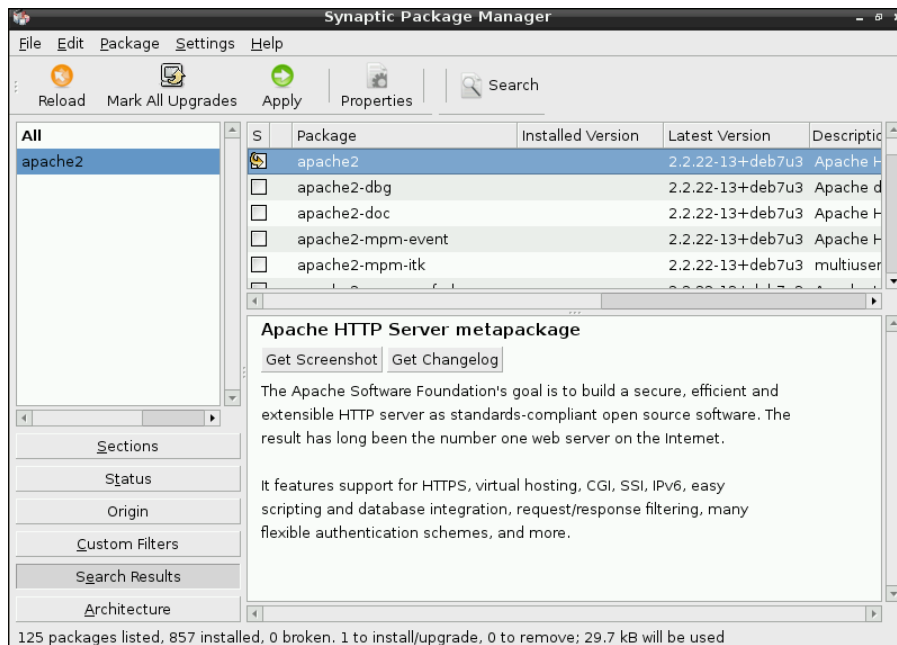 Synaptic Package Manager
File Edit Package Settings Help
Reload Mark All Upgrades Apply Properties Search
All
apache2
Sections
Status
Origin
Custom Filters
Search Results
Architecture
S Package Installed Version Latest Version Descriptic
apache2 2.2.22-13+deb7u3 Apache H
apache2-dbg 2.2.22-13+deb7u3 Apache d
apache2-doc 2.2.22-13+deb7u3 Apache H
apache2-mpm-event 2.2.22-13+deb7u3 Apache H
apache2-mpm-itk 2.2.22-13+deb7u3 multiuser
Apache HTTP Server metapackage
Get Screenshot Get Changelog
The Apache Software Foundation's goal is to build a secure, efficient and
extensible HTTP server as standards-compliant open source software. The
result has long been the number one web server on the Internet.
It features support for HTTPS, virtual hosting, CGI, SSI, IPv6, easy
scripting and database integration, request/response filtering, many
flexible authentication schemes, and more.
125 packages listed, 857 installed, 0 broken. 1 to install/upgrade, 0 to remove; 29.7 kB will be used